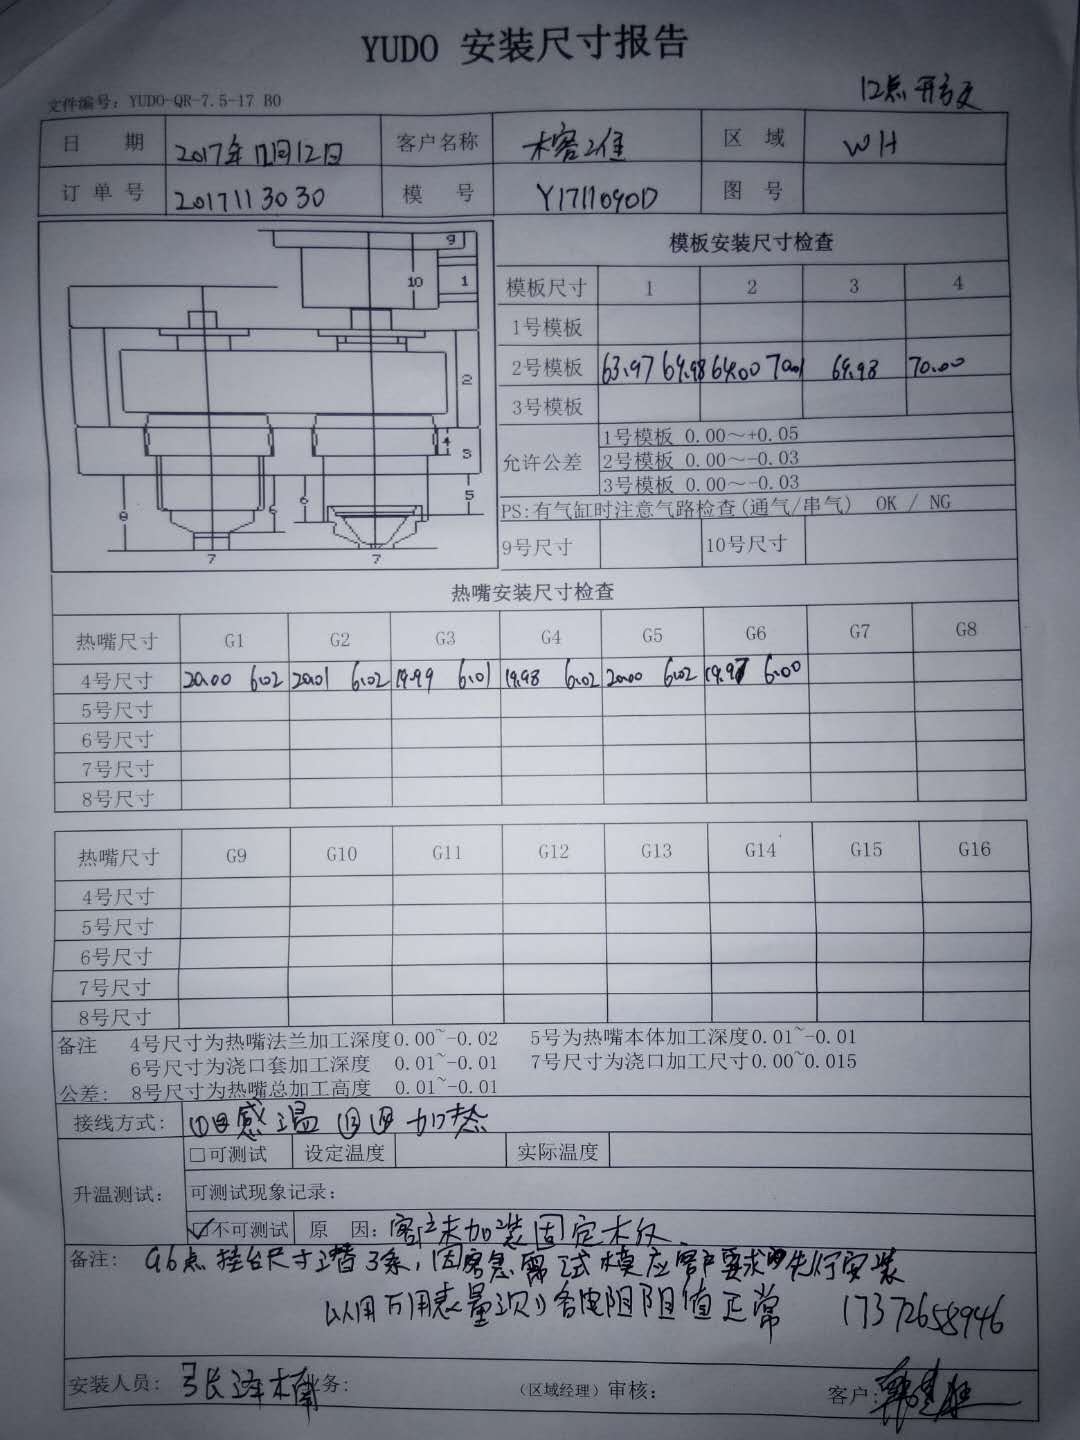 YUDO 安装尺寸报告
12点 开放
文件编号: YUDO-QR-7.5-17 B0
日 期 2017年12月12日 客户名称 区 域 WH
订 单 号 2017113030 模 号 Y1711090D 图 号
9
10 1
2
4
3
5
8 6 6
7 7
模板安装尺寸检查
模板尺寸 1 2 3 4
1号模板
2号模板 63.97 69.98 64.00 70.01 69.98 70.00
3号模板
允许公差 1号模板 0.00～+0.05
2号模板 0.00～-0.03
3号模板 0.00～-0.03
PS:有气缸时注意气路检查(通气/串气) OK / NG
9号尺寸 10号尺寸
热嘴安装尺寸检查
热嘴尺寸 G1 G2 G3 G4 G5 G6 G7 G8
4号尺寸 20.00 6.02 20.01 6.02 19.99 6.01 19.98 6.02 20.00 6.02 19.97 6.00
5号尺寸
6号尺寸
7号尺寸
8号尺寸
热嘴尺寸 G9 G10 G11 G12 G13 G14 G15 G16
4号尺寸
5号尺寸
6号尺寸
7号尺寸
8号尺寸
备注 4号尺寸为热嘴法兰加工深度0.00~-0.02 5号为热嘴本体加工深度0.01~-0.01
6号尺寸为浇口套加工深度 0.01~-0.01 7号尺寸为浇口加工尺寸0.00~0.015
公差: 8号尺寸为热嘴总加工高度 0.01~-0.01
接线方式: ①②感温 ③④加热
升温测试: □可测试 设定温度 实际温度
可测试现象记录:
☑不可测试 原 因: 客户未加装固定木仅
备注: G6点挂台尺寸超3条,因客急需试模应客户要求先行安装
以用万用表量测各电阻阻值正常 17372658946
安装人员: 张泽楠 业务: (区域经理)审核: 客户: